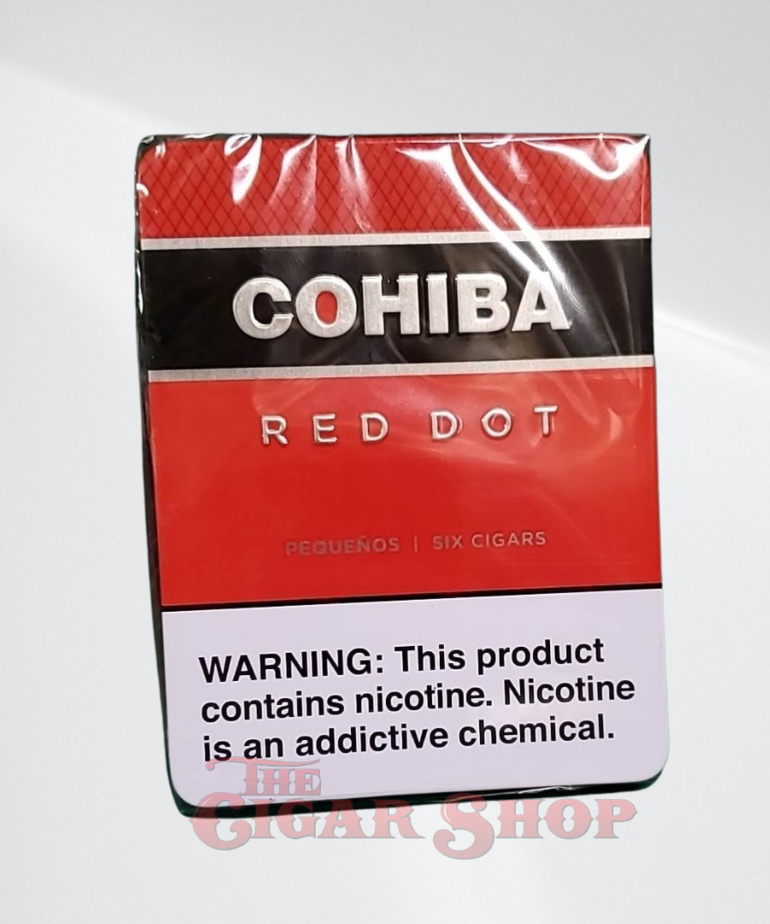 COHIBA
RED DOT
PEQUEÑOS | SIX CIGARS
WARNING: This product
contains nicotine. Nicotine
is an addictive chemical.
THE
CIGAR SHOP